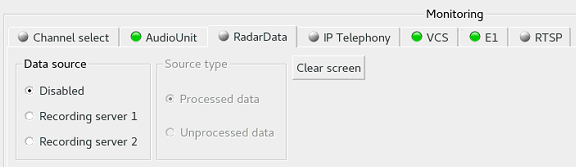 Monitoring
Channel select AudioUnit RadarData IP Telephony VCS E1 RTSP
Data source Source type Clear screen
Disabled Processed data
Recording server 1 Unprocessed data
Recording server 2